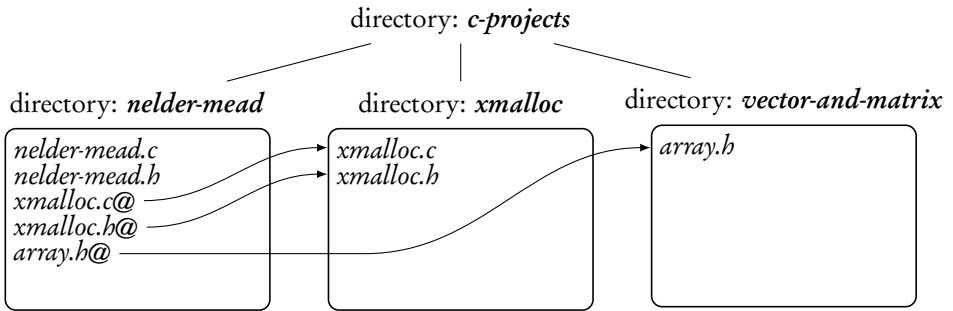 directory: c-projects
directory: nelder-mead
nelder-mead.c
nelder-mead.h
xmalloc.c@
xmalloc.h@
array.h@
directory: xmalloc
xmalloc.c
xmalloc.h
directory: vector-and-matrix
array.h